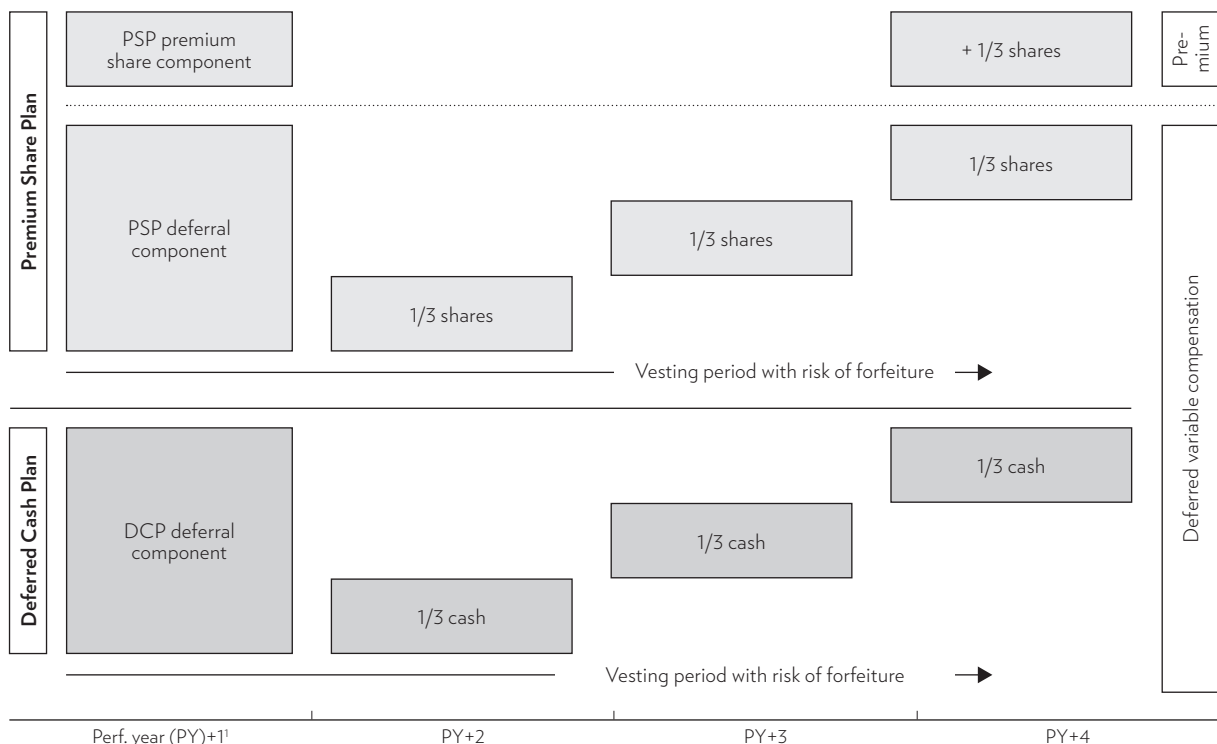 Premium Share Plan
PSP premium
share component
+ 1/3 shares
Pre-
mium
PSP deferral
component
1/3 shares
1/3 shares
1/3 shares
Vesting period with risk of forfeiture
Deferred variable compensation
Deferred Cash Plan
DCP deferral
component
1/3 cash
1/3 cash
1/3 cash
Vesting period with risk of forfeiture
Perf. year (PY)+1¹
PY+2
PY+3
PY+4